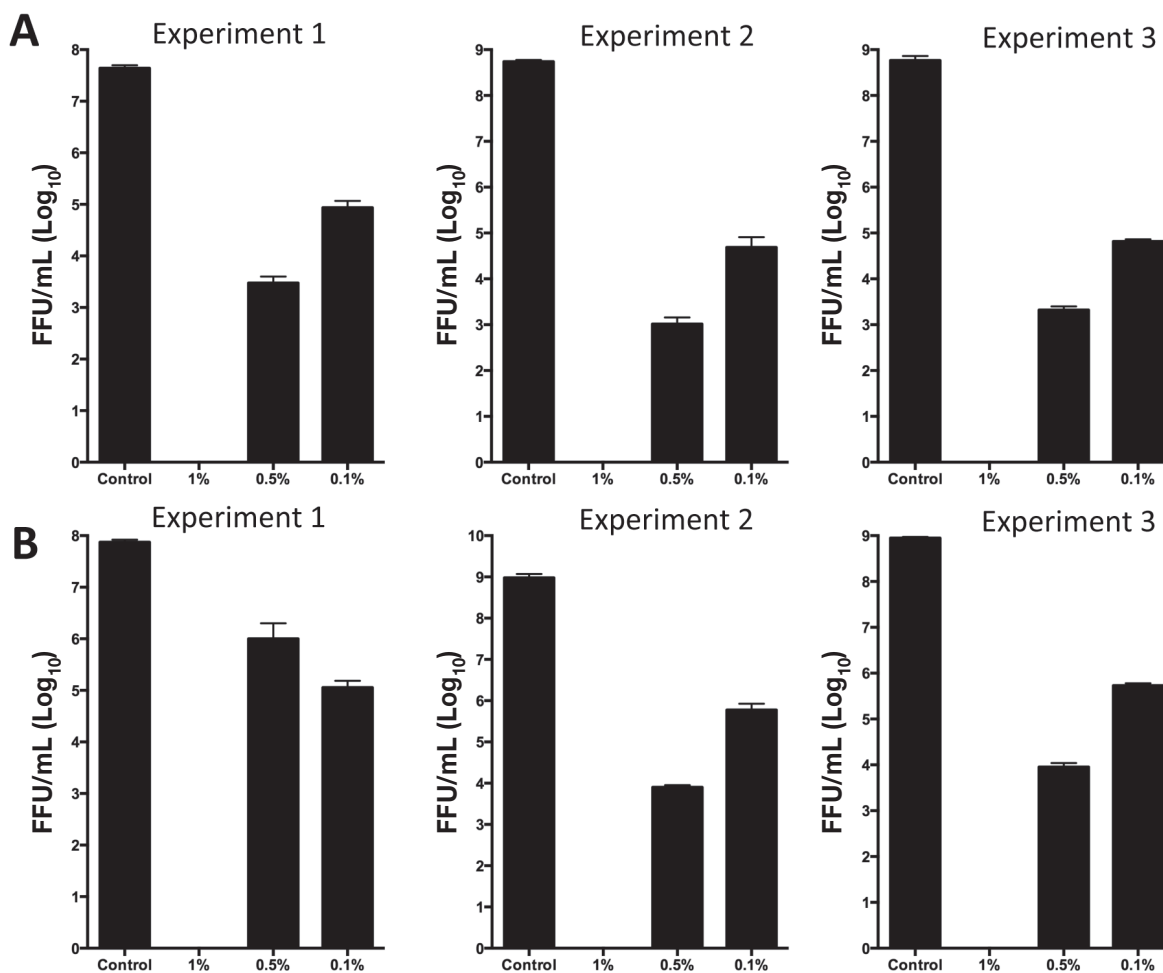 A
Experiment 1
Experiment 2
Experiment 3
FFU/mL (Log10)
8
7
6
5
4
3
2
1
0
Control 1% 0.5% 0.1%
FFU/mL (Log10)
9
8
7
6
5
4
3
2
1
0
Control 1% 0.5% 0.1%
FFU/mL (Log10)
9
8
7
6
5
4
3
2
1
0
Control 1% 0.5% 0.1%
B
Experiment 1
Experiment 2
Experiment 3
FFU/mL (Log10)
8
7
6
5
4
3
2
1
0
Control 1% 0.5% 0.1%
FFU/mL (Log10)
10
9
8
7
6
5
4
3
2
1
0
Control 1% 0.5% 0.1%
FFU/mL (Log10)
9
8
7
6
5
4
3
2
1
0
Control 1% 0.5% 0.1%